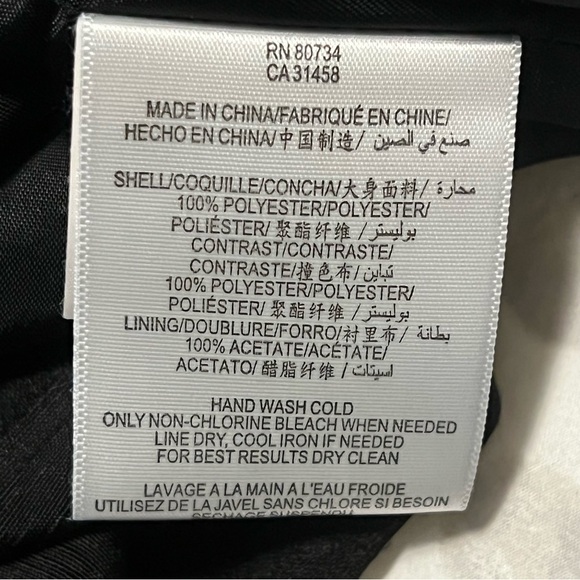 RN 80734
CA 31458
MADE IN CHINA/FABRIQUÉ EN CHINE/
HECHO EN CHINA/中国制造/ صنع في الصين
SHELL/COQUILLE/CONCHA/大身面料/ محارة
100% POLYESTER/POLYESTER/
POLIÉSTER/ 聚酯纤维 /بوليستر
CONTRAST/CONTRASTE/
CONTRASTE/撞色布/ تباين
100% POLYESTER/POLYESTER/
POLIÉSTER/ 聚酯纤维 /بوليستر
LINING/DOUBLURE/FORRO/衬里布/ بطانة
100% ACETATE/ACÉTATE/
ACETATO/ 醋脂纤维 / اسيتات
HAND WASH COLD
ONLY NON-CHLORINE BLEACH WHEN NEEDED
LINE DRY, COOL IRON IF NEEDED
FOR BEST RESULTS DRY CLEAN
LAVAGE A LA MAIN A L'EAU FROIDE
UTILISEZ DE LA JAVEL SANS CHLORE SI BESOIN